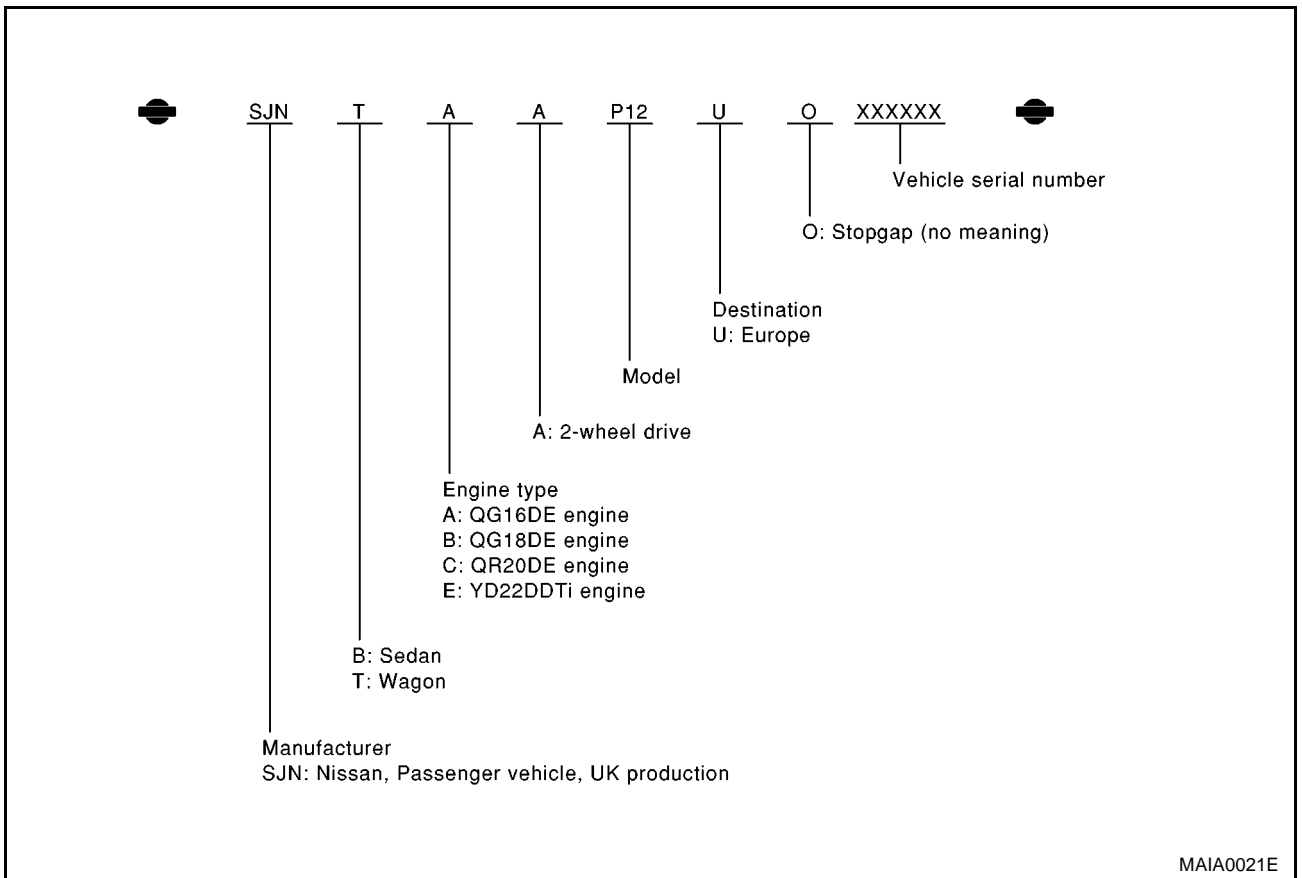 SJN T A A P12 U O XXXXXX
Vehicle serial number
O: Stopgap (no meaning)
Destination
U: Europe
Model
A: 2-wheel drive
Engine type
A: QG16DE engine
B: QG18DE engine
C: QR20DE engine
E: YD22DDTi engine
B: Sedan
T: Wagon
Manufacturer
SJN: Nissan, Passenger vehicle, UK production
MAIA0021E